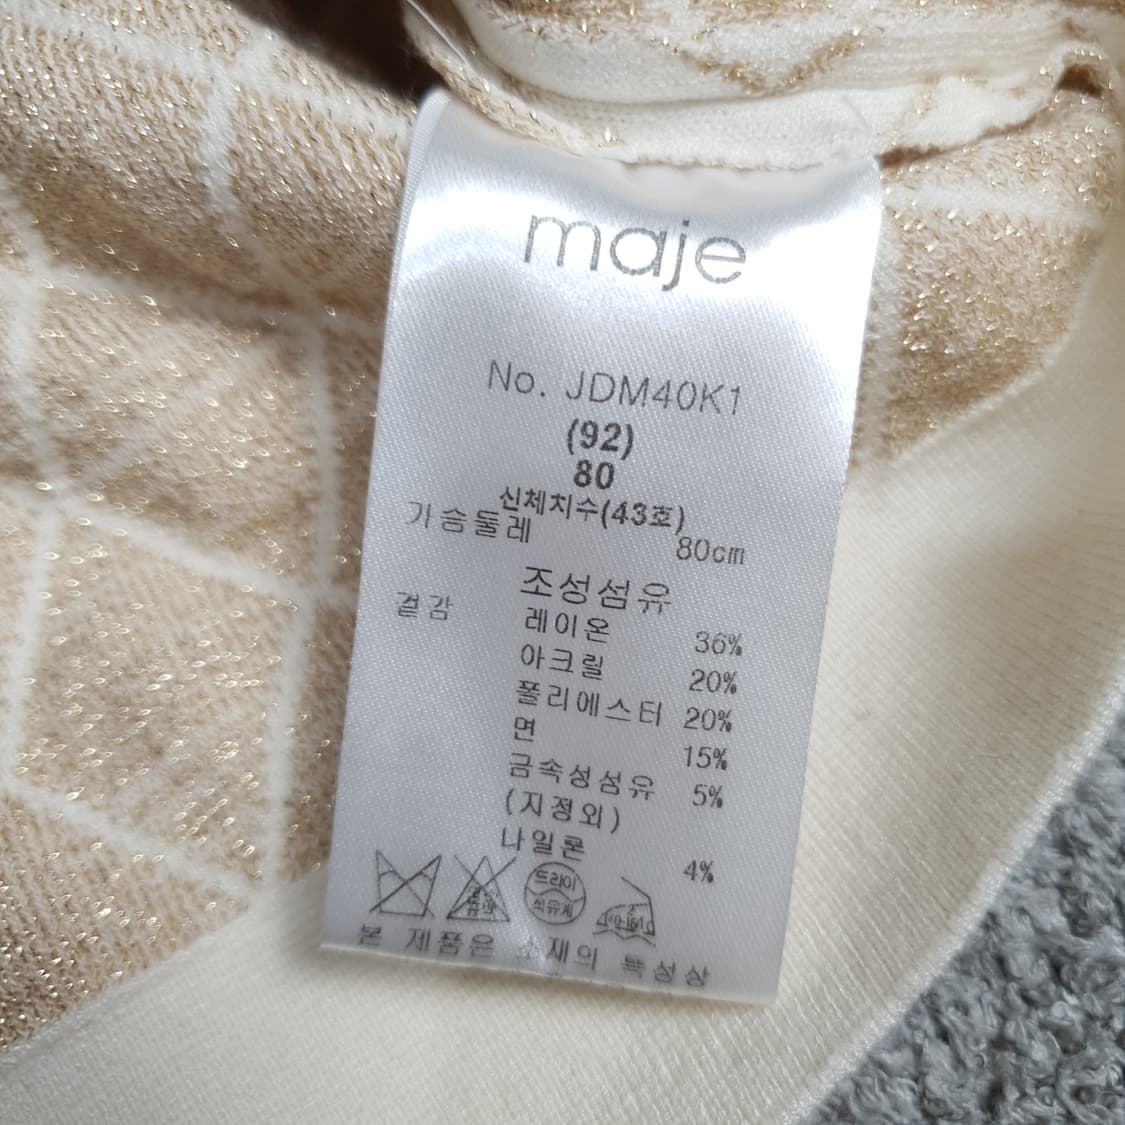 maje
No. JDM40K1
(92)
80
신체치수(43호)
가슴둘레 80cm
조성섬유
겉감 레이온 36%
아크릴 20%
폴리에스터 20%
면 15%
금속성섬유 5%
(지정외)
나일론 4%
드라이
석유계
본 제품은 소재의 특성상